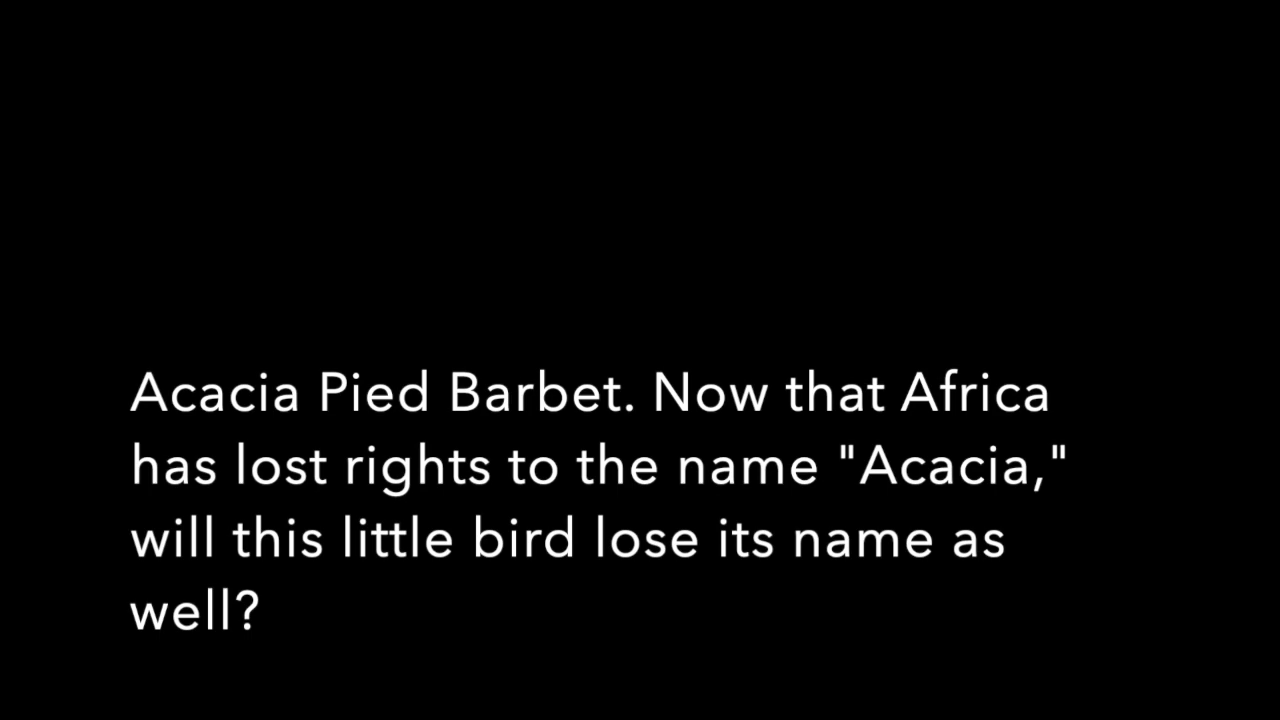 Acacia Pied Barbet. Now that Africa
has lost rights to the name "Acacia,"
will this little bird lose its name as
well?